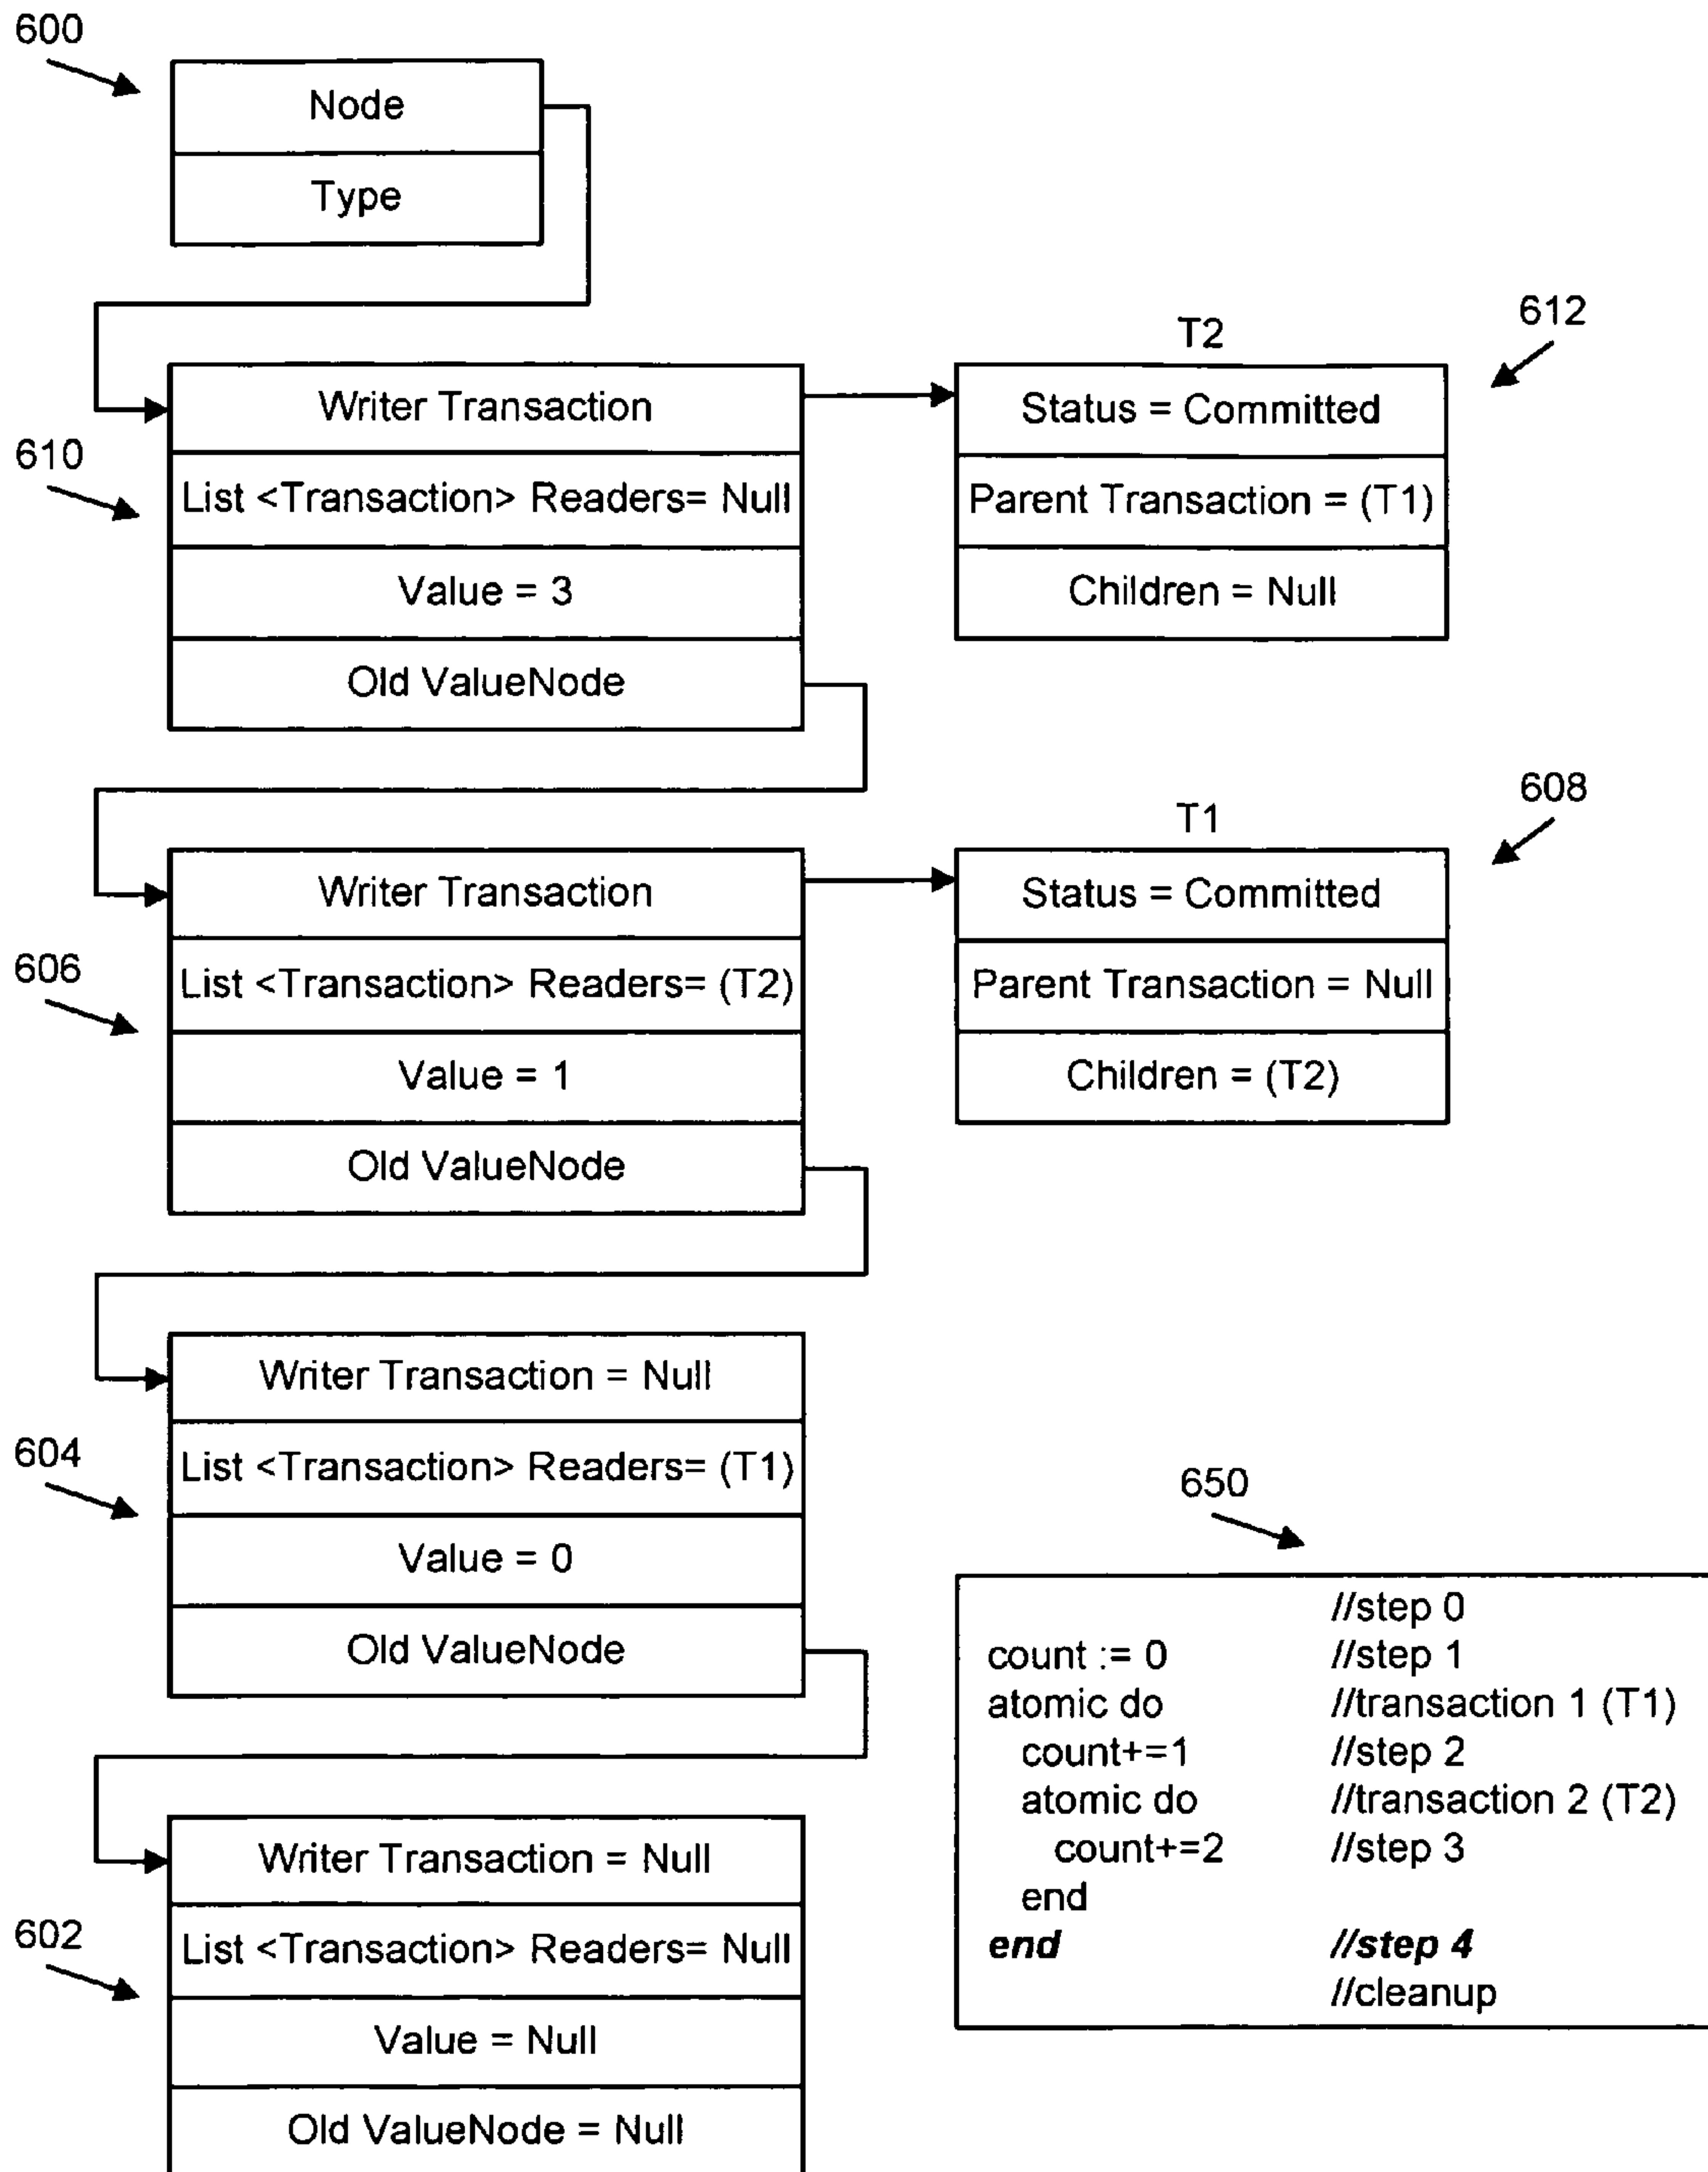 600
Node
Type
T2
612
Writer Transaction
Status = Committed
610
List <Transaction> Readers= Null
Parent Transaction = (T1)
Value = 3
Children = Null
Old ValueNode
T1
608
Writer Transaction
Status = Committed
606
List <Transaction> Readers= (T2)
Parent Transaction = Null
Value = 1
Children = (T2)
Old ValueNode
Writer Transaction = Null
604
List <Transaction> Readers= (T1)
Value = 0
Old ValueNode
650
//step 0
count := 0 //step 1
atomic do //transaction 1 (T1)
count+=1 //step 2
atomic do //transaction 2 (T2)
count+=2 //step 3
end
end //step 4
//cleanup
Writer Transaction = Null
602
List <Transaction> Readers= Null
Value = Null
Old ValueNode = Null